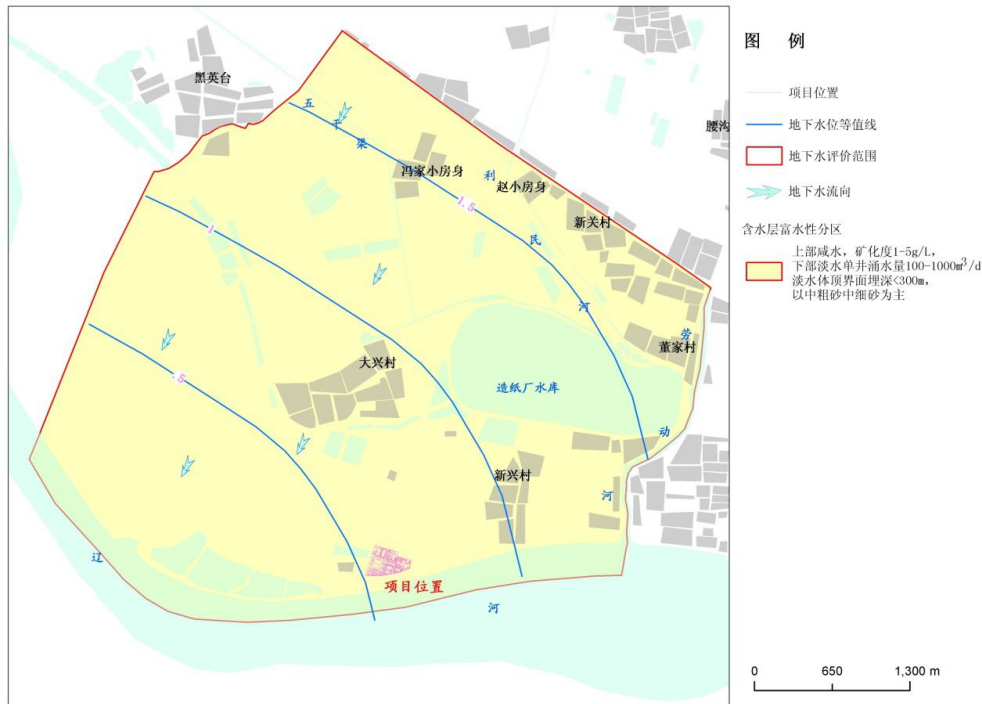 黑英台
五
干
渠
冯家小房身
利
赵小房身
1.5
新关村
民
1
河
劳
董家村
大兴村
.5
造纸厂水库
动
新兴村
河
辽
项目位置
河
腰沟
图 例
项目位置
地下水位等值线
地下水评价范围
地下水流向
含水层富水性分区
上部咸水，矿化度1-5g/L，
下部淡水单井涌水量100-1000m³/d
淡水体顶界面埋深<300m，
以中粗砂中细砂为主
0 650 1,300 m